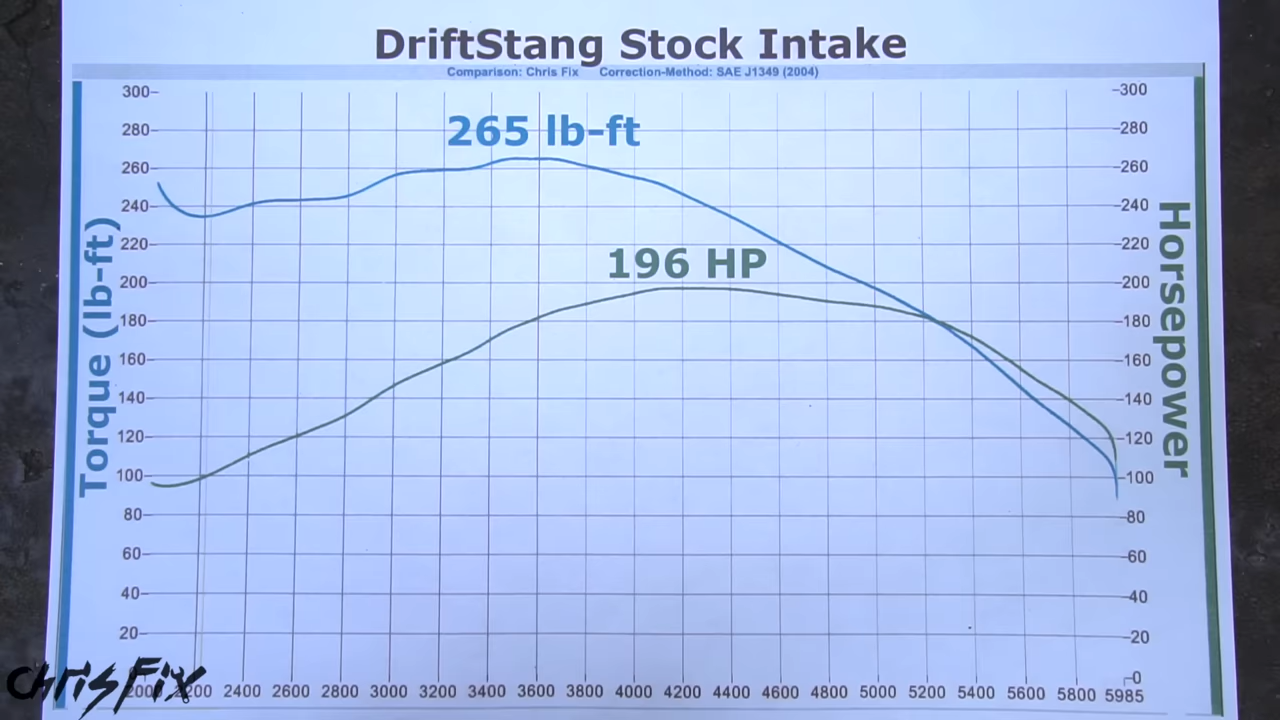 DriftStang Stock Intake
Comparison: Chris Fix Correction-Method: SAE J1349 (2004)
300 300
280 265 lb-ft 280
260 260
240 240
220 220
196 HP
200 200
180 180
160 160
140 140
120 120
100 100
80 80
60 60
40 40
20 20
0
Torque (lb-ft)
Horsepower
2000 2200 2400 2600 2800 3000 3200 3400 3600 3800 4000 4200 4400 4600 4800 5000 5200 5400 5600 5800 5985
ChrisFix